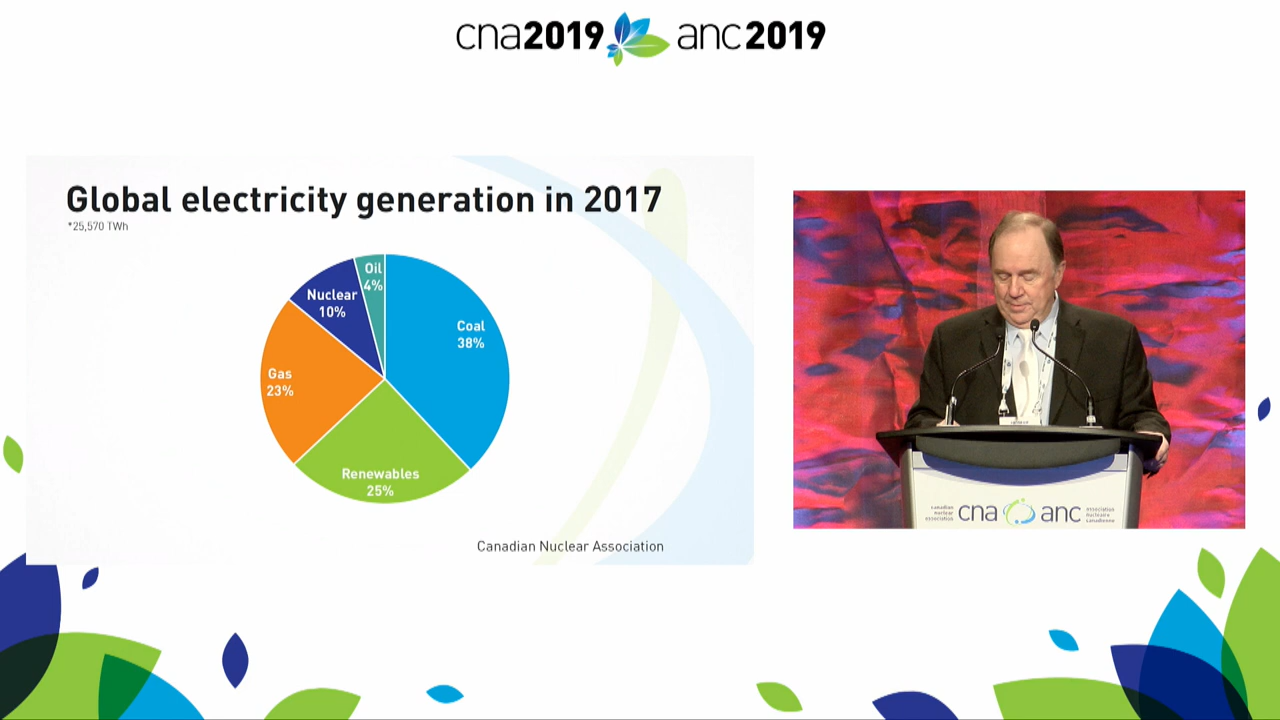 cna2019 anc2019
Global electricity generation in 2017
*25,570 TWh
Oil
4%
Nuclear
10%
Coal
38%
Gas
23%
Renewables
25%
Canadian Nuclear Association
canadian
nuclear
association
cna anc
association
nucléaire
canadienne